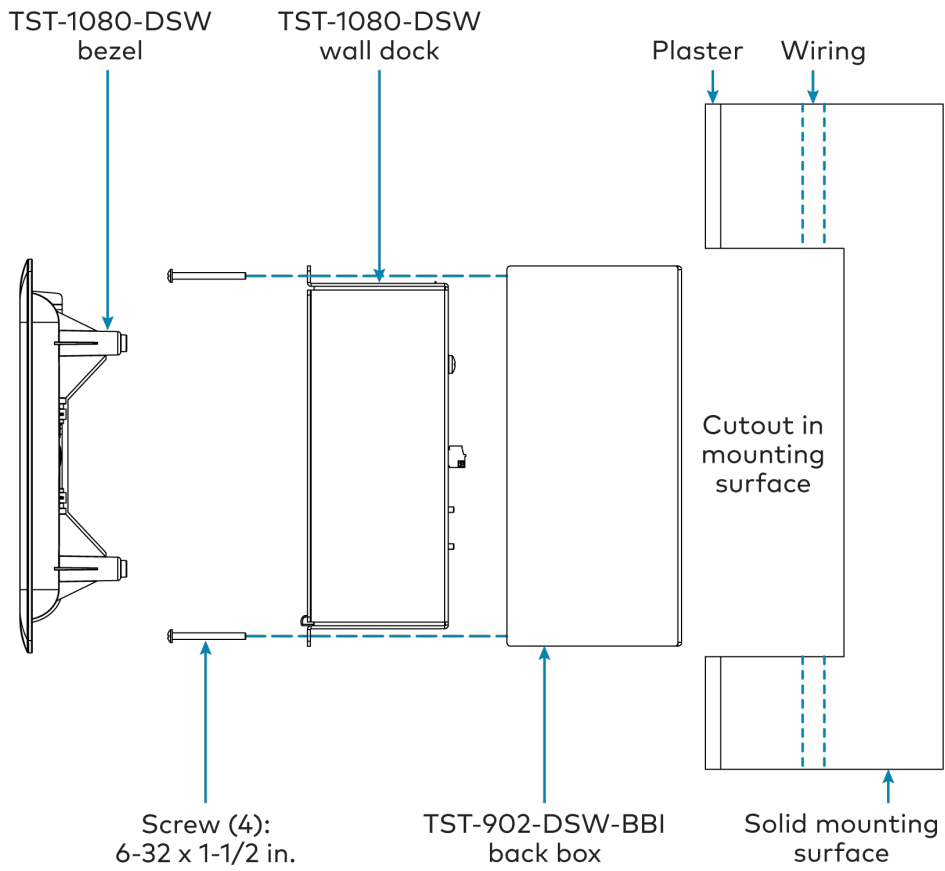 TST-1080-DSW
bezel
TST-1080-DSW
wall dock
Plaster
Wiring
Cutout in
mounting
surface
Screw (4):
6-32 x 1-1/2 in.
TST-902-DSW-BBI
back box
Solid mounting
surface